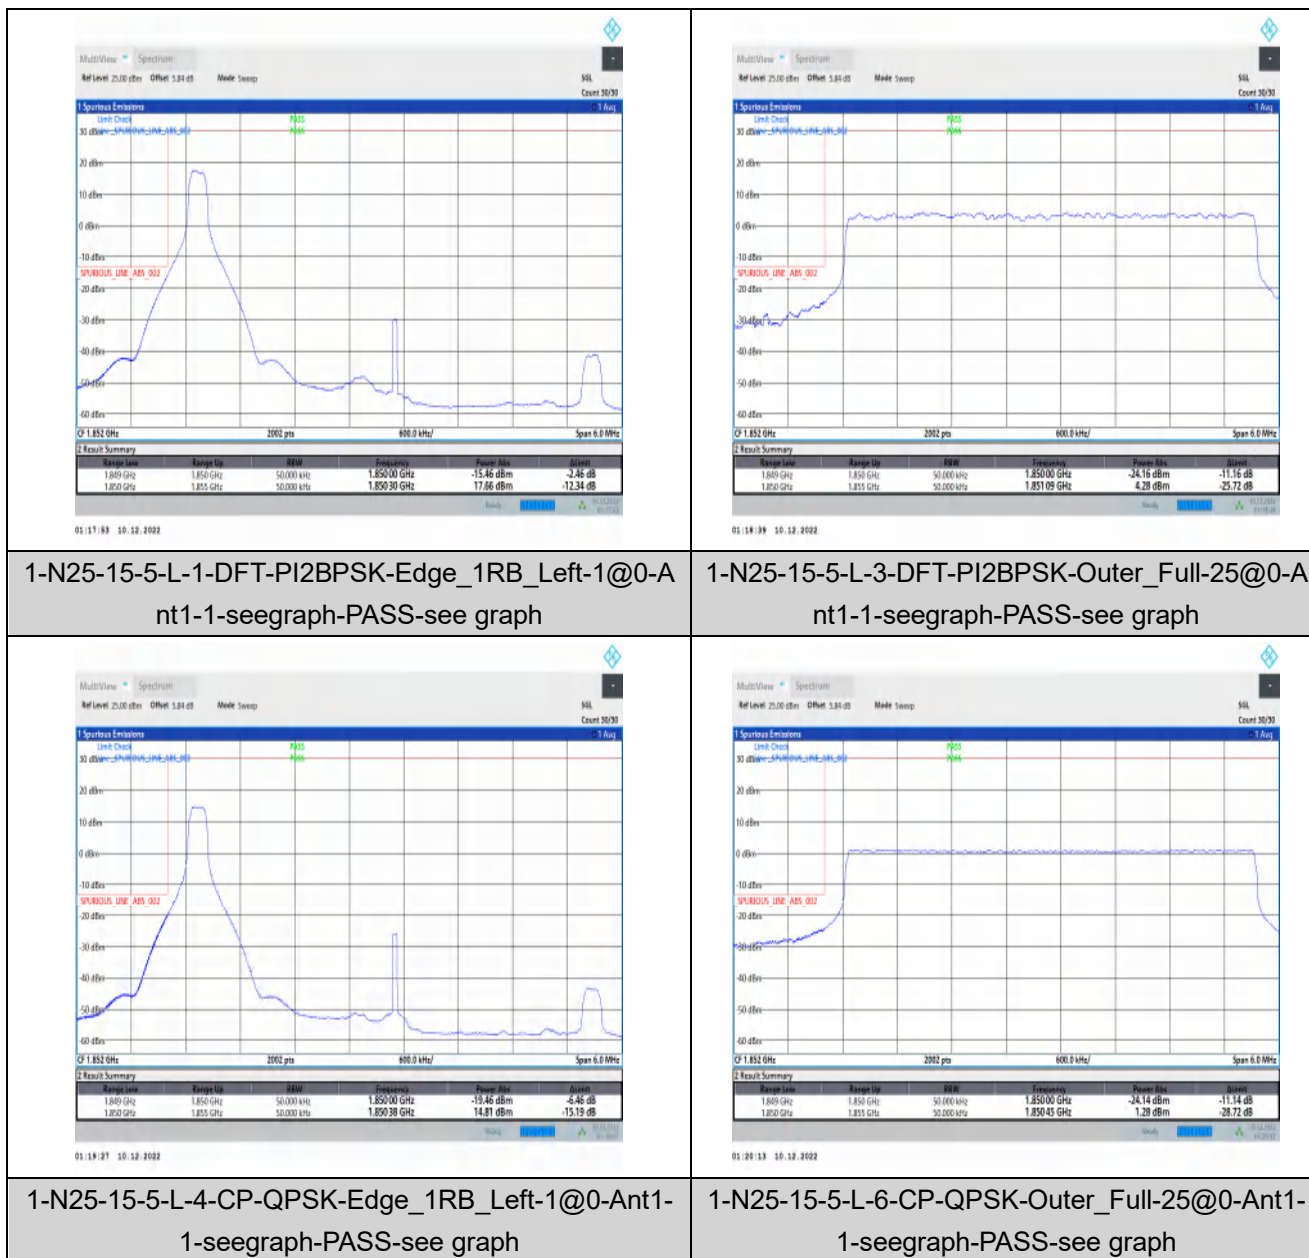 MultiView Spectrum
Ref Level 25.00 dBm Offset 5.84 dB Mode Sweep SGL
Count 30/30
1 Spurious Emissions 1 Avg
Limit Check PASS
30 dBm Line _SPURIOUS_LINE_ABS_002 PASS
20 dBm
10 dBm
0 dBm
-10 dBm
SPURIOUS_LINE_ABS_002
-20 dBm
-30 dBm
-40 dBm
-50 dBm
-60 dBm
CF 1.852 GHz 2002 pts 600.0 kHz/ Span 6.0 MHz
2 Result Summary
Range Low Range Up RBW Frequency Power Abs ΔLimit
1.849 GHz 1.850 GHz 50.000 kHz 1.85000 GHz -15.46 dBm -2.46 dB
1.850 GHz 1.855 GHz 50.000 kHz 1.85030 GHz 17.66 dBm -12.34 dB
Ready
01:17:53 10.12.2022
MultiView Spectrum
Ref Level 25.00 dBm Offset 5.84 dB Mode Sweep SGL
Count 30/30
1 Spurious Emissions 1 Avg
Limit Check PASS
30 dBm Line _SPURIOUS_LINE_ABS_002 PASS
20 dBm
10 dBm
0 dBm
-10 dBm
SPURIOUS_LINE_ABS_002
-20 dBm
-30 dBm
-40 dBm
-50 dBm
-60 dBm
CF 1.852 GHz 2002 pts 600.0 kHz/ Span 6.0 MHz
2 Result Summary
Range Low Range Up RBW Frequency Power Abs ΔLimit
1.849 GHz 1.850 GHz 50.000 kHz 1.85000 GHz -24.16 dBm -11.16 dB
1.850 GHz 1.855 GHz 50.000 kHz 1.85109 GHz 4.28 dBm -25.72 dB
Ready
01:18:39 10.12.2022
1-N25-15-5-L-1-DFT-PI2BPSK-Edge_1RB_Left-1@0-A
nt1-1-seegraph-PASS-see graph
1-N25-15-5-L-3-DFT-PI2BPSK-Outer_Full-25@0-A
nt1-1-seegraph-PASS-see graph
MultiView Spectrum
Ref Level 25.00 dBm Offset 5.84 dB Mode Sweep SGL
Count 30/30
1 Spurious Emissions 1 Avg
Limit Check PASS
30 dBm Line _SPURIOUS_LINE_ABS_002 PASS
20 dBm
10 dBm
0 dBm
-10 dBm
SPURIOUS_LINE_ABS_002
-20 dBm
-30 dBm
-40 dBm
-50 dBm
-60 dBm
CF 1.852 GHz 2002 pts 600.0 kHz/ Span 6.0 MHz
2 Result Summary
Range Low Range Up RBW Frequency Power Abs ΔLimit
1.849 GHz 1.850 GHz 50.000 kHz 1.85000 GHz -19.46 dBm -6.46 dB
1.850 GHz 1.855 GHz 50.000 kHz 1.85038 GHz 14.81 dBm -15.19 dB
Ready
01:19:27 10.12.2022
MultiView Spectrum
Ref Level 25.00 dBm Offset 5.84 dB Mode Sweep SGL
Count 30/30
1 Spurious Emissions 1 Avg
Limit Check PASS
30 dBm Line _SPURIOUS_LINE_ABS_002 PASS
20 dBm
10 dBm
0 dBm
-10 dBm
SPURIOUS_LINE_ABS_002
-20 dBm
-30 dBm
-40 dBm
-50 dBm
-60 dBm
CF 1.852 GHz 2002 pts 600.0 kHz/ Span 6.0 MHz
2 Result Summary
Range Low Range Up RBW Frequency Power Abs ΔLimit
1.849 GHz 1.850 GHz 50.000 kHz 1.85000 GHz -24.14 dBm -11.14 dB
1.850 GHz 1.855 GHz 50.000 kHz 1.85045 GHz 1.28 dBm -28.72 dB
Ready
01:20:13 10.12.2022
1-N25-15-5-L-4-CP-QPSK-Edge_1RB_Left-1@0-Ant1-
1-seegraph-PASS-see graph
1-N25-15-5-L-6-CP-QPSK-Outer_Full-25@0-Ant1-
1-seegraph-PASS-see graph